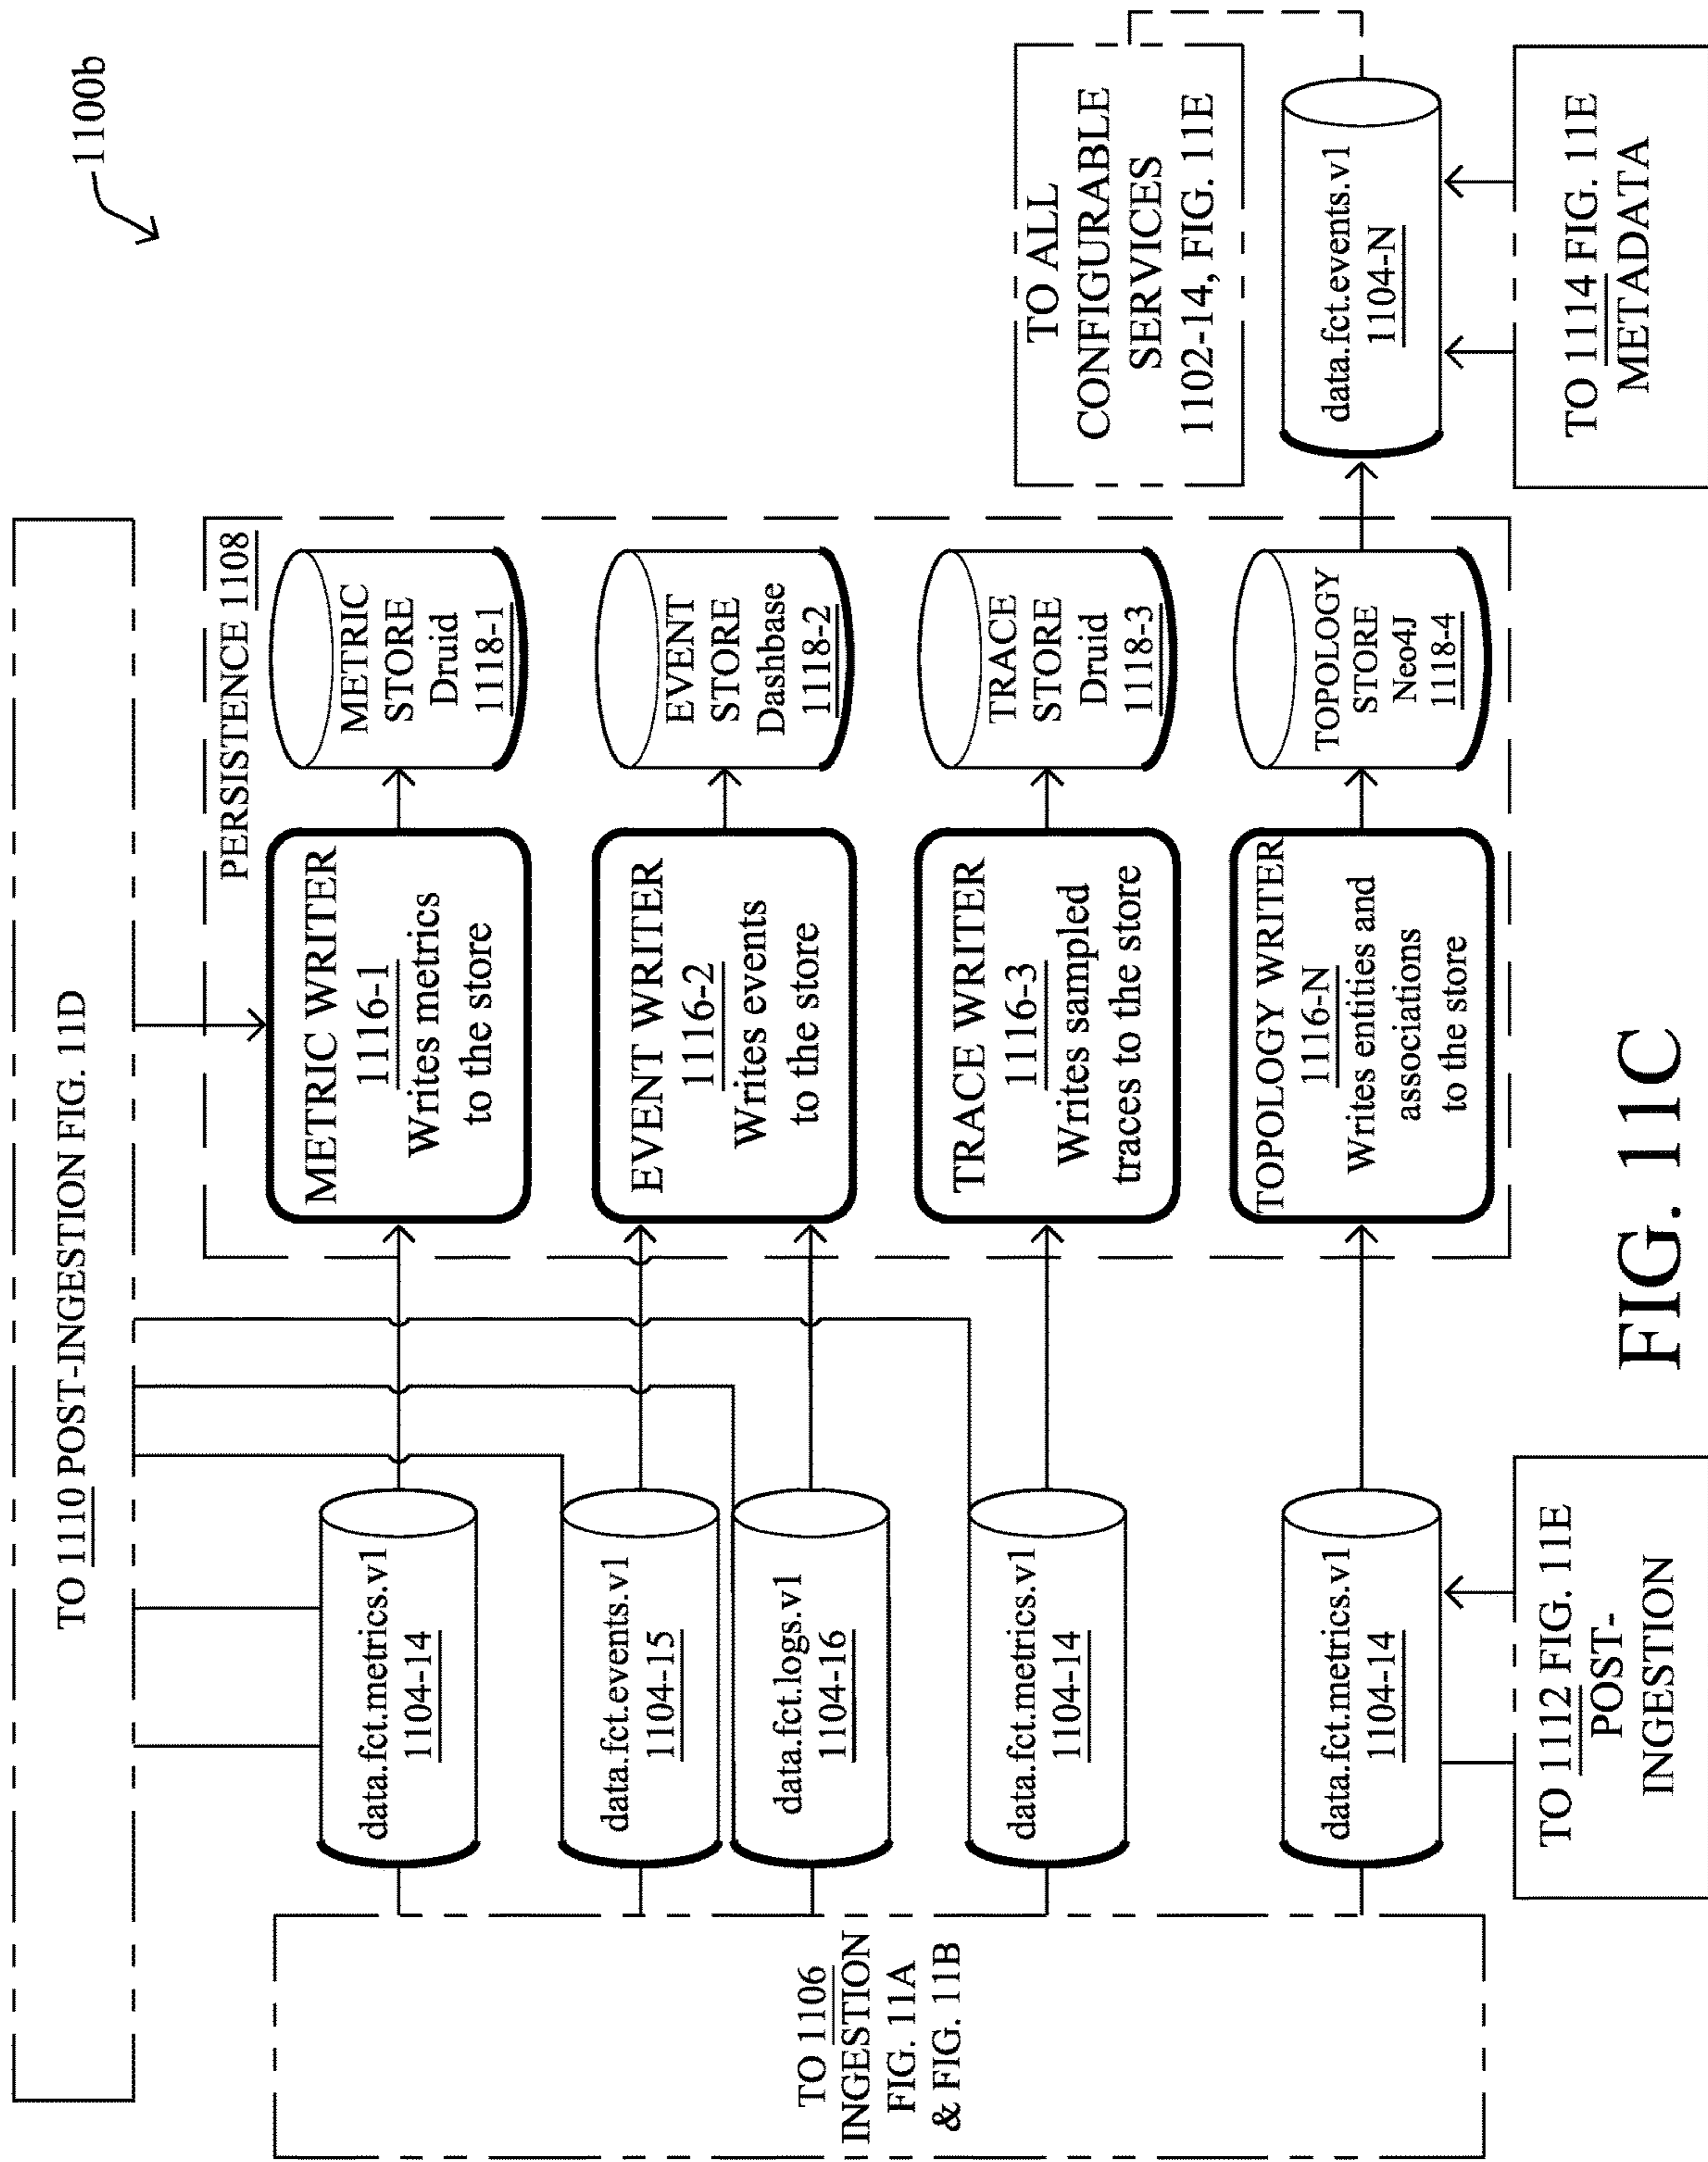 1100b
TO 1110 POST-INGESTION FIG. 11D
PERSISTENCE 1108
TO 1106
INGESTION
FIG. 11A
& FIG. 11B
data.fct.metrics.v1
1104-14
METRIC WRITER
1116-1
Writes metrics
to the store
METRIC
STORE
Druid
1118-1
data.fct.events.v1
1104-15
data.fct.logs.v1
1104-16
EVENT WRITER
1116-2
Writes events
to the store
EVENT
STORE
Dashbase
1118-2
data.fct.metrics.v1
1104-14
TRACE WRITER
1116-3
Writes sampled
traces to the store
TRACE
STORE
Druid
1118-3
data.fct.metrics.v1
1104-14
TOPOLOGY WRITER
1116-N
Writes entities and
associations
to the store
TOPOLOGY
STORE
Neo4J
1118-4
TO ALL
CONFIGURABLE
SERVICES
1102-14, FIG. 11E
data.fct.events.v1
1104-N
TO 1112 FIG. 11E
POST-
INGESTION
TO 1114 FIG. 11E
METADATA
FIG. 11C